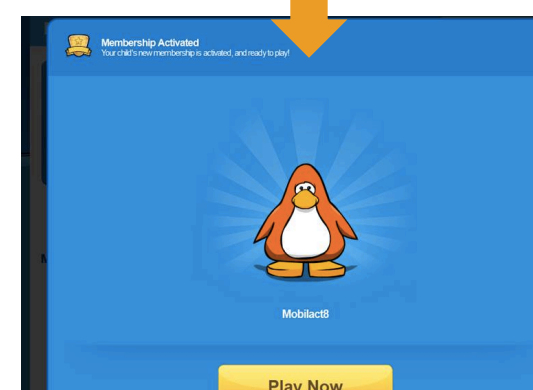 Membership Activated
Your child's new membership is activated, and ready to play!
Mobilact8
Play Now